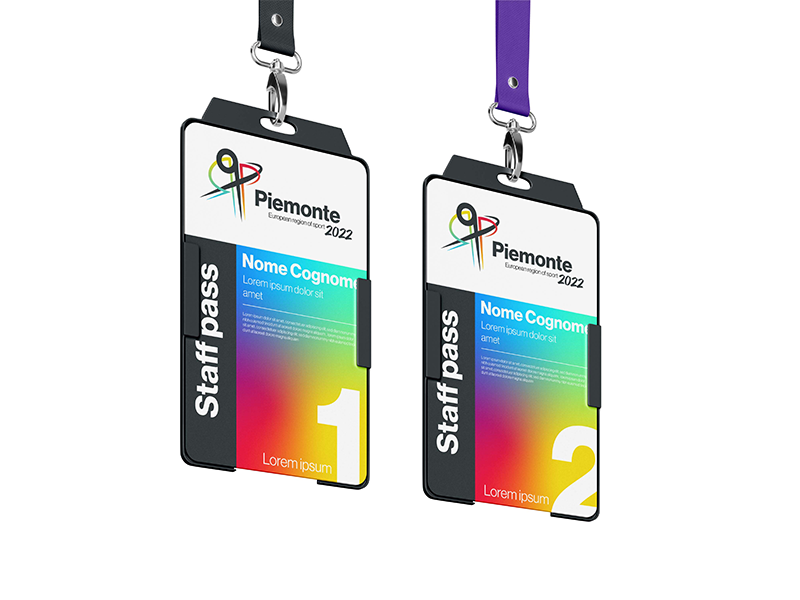 Piemonte
European region of sport
2022
Staff pass
Nome Cognome
Lorem ipsum dolor sit
amet
Lorem ipsum
1
Piemonte
European region of sport
2022
Staff pass
Nome Cognome
Lorem ipsum dolor sit
amet
Lorem ipsum
2